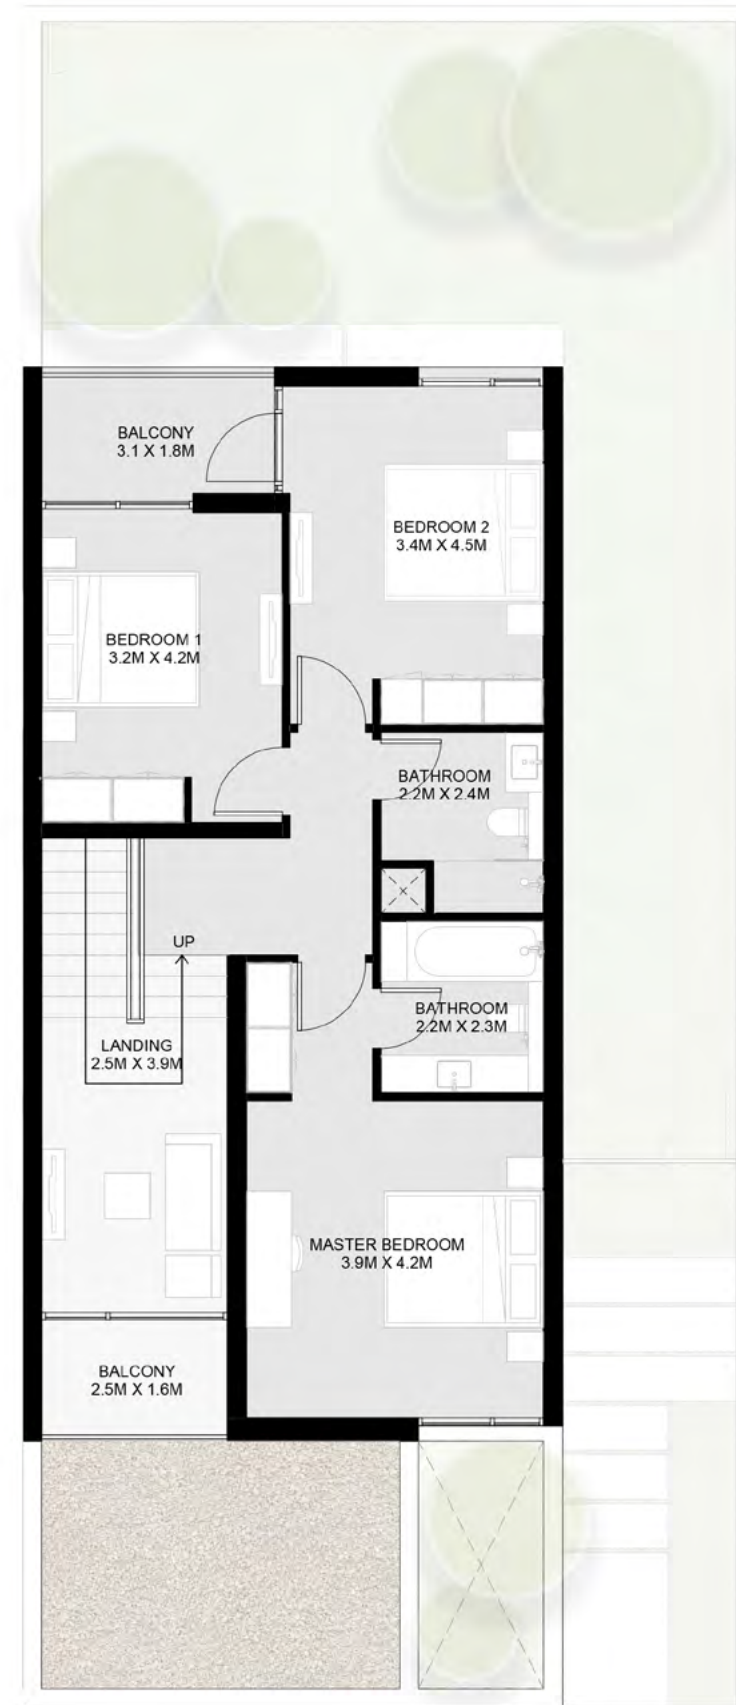 BALCONY
3.1 X 1.8M
BEDROOM 2
3.4M X 4.5M
BEDROOM 1
3.2M X 4.2M
BATHROOM
2.2M X 2.4M
UP
LANDING
2.5M X 3.9M
BATHROOM
2.2M X 2.3M
MASTER BEDROOM
3.9M X 4.2M
BALCONY
2.5M X 1.6M